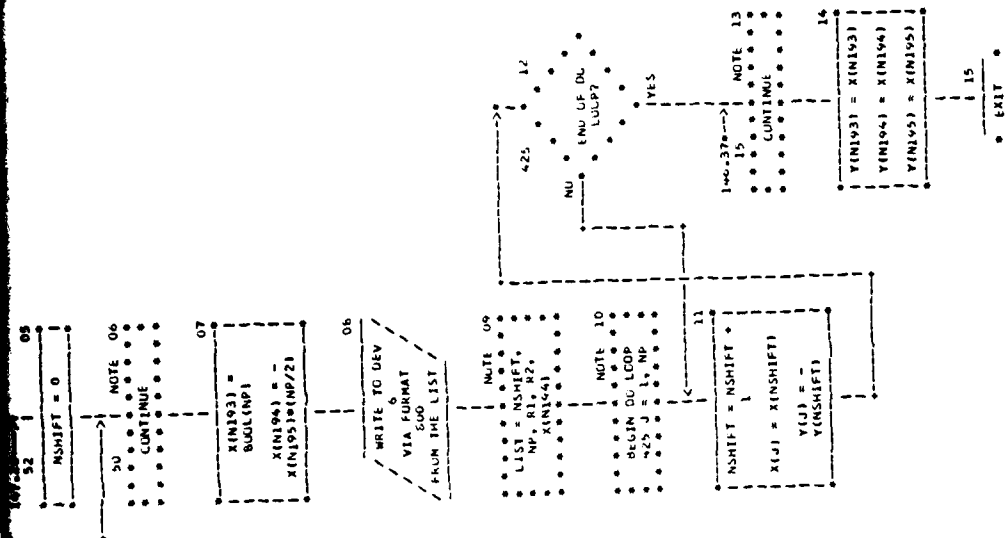 52 05
NSHIFT = 0
50 NOTE 06
CONTINUE
07
X(N193) =
BOOL(NP)
X(N194) = -
X(N195)*(NP/2)
08
WRITE TO DEV
6
VIA FORMAT
800
FROM THE LIST
NOTE 09
LIST = NSHIFT,
NP, R1, R2,
X(N194)
NOTE 10
BEGIN DO LOOP
425 J = 1, NP
11
NSHIFT = NSHIFT +
1
X(J) = X(NSHIFT)
Y(J) = -
Y(NSHIFT)
425 12
END OF DO
LOOP?
NO
YES
15
NOTE 13
CONTINUE
14
Y(N193) = X(N193)
Y(N194) = X(N194)
Y(N195) = X(N195)
15
EXIT